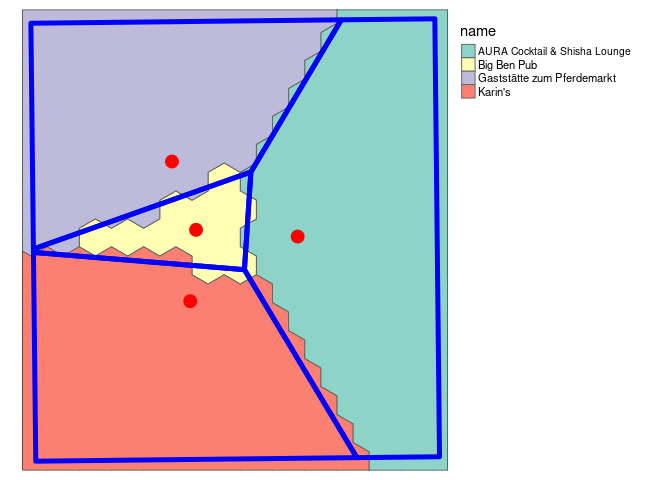 name
AURA Cocktail & Shisha Lounge
Big Ben Pub
Gaststätte zum Pferdemarkt
Karin's